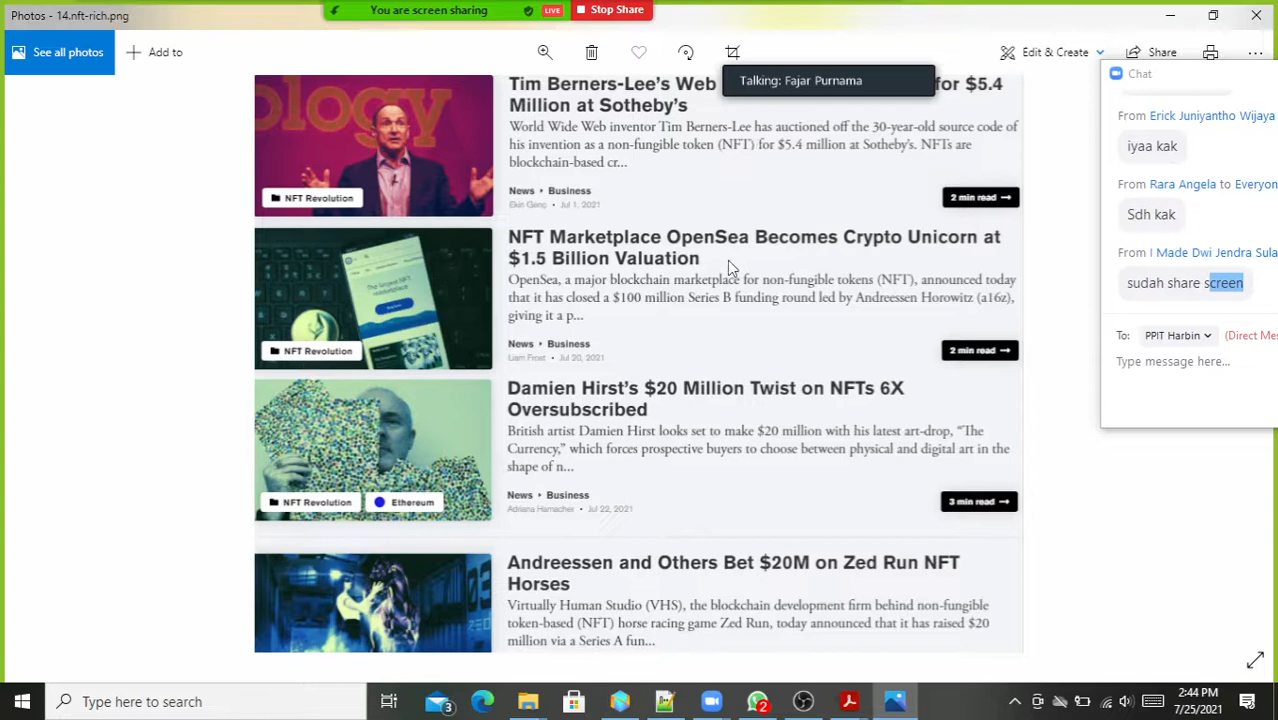 Photos - 14.nft-rich.png
You are screen sharing
LIVE
Stop Share
See all photos
Add to
Edit & Create
Share
Talking: Fajar Purnama
ology
NFT Revolution
Tim Berners-Lee's Web for $5.4
Million at Sotheby's
World Wide Web inventor Tim Berners-Lee has auctioned off the 30-year-old source code of
his invention as a non-fungible token (NFT) for $5.4 million at Sotheby's. NFTs are
blockchain-based cr...
News ▸ Business
Ekin Genç • Jul 1, 2021
2 min read →
NFT Revolution
NFT Marketplace OpenSea Becomes Crypto Unicorn at
$1.5 Billion Valuation
OpenSea, a major blockchain marketplace for non-fungible tokens (NFT), announced today
that it has closed a $100 million Series B funding round led by Andreessen Horowitz (a16z),
giving it a p...
News ▸ Business
Liam Frost • Jul 20, 2021
2 min read →
NFT Revolution
Ethereum
Damien Hirst's $20 Million Twist on NFTs 6X
Oversubscribed
British artist Damien Hirst looks set to make $20 million with his latest art-drop, "The
Currency," which forces prospective buyers to choose between physical and digital art in the
shape of n...
News ▸ Business
Adriana Hamacher • Jul 22, 2021
3 min read →
Andreessen and Others Bet $20M on Zed Run NFT
Horses
Virtually Human Studio (VHS), the blockchain development firm behind non-fungible
token-based (NFT) horse racing game Zed Run, today announced that it has raised $20
million via a Series A fun...
Chat
From Erick Juniyantho Wijaya
iyaa kak
From Rara Angela to Everyon
Sdh kak
From I Made Dwi Jendra Sula
sudah share screen
To: PPIT Harbin (Direct Me
Type message here...
Type here to search
3
2
2:44 PM
7/25/2021